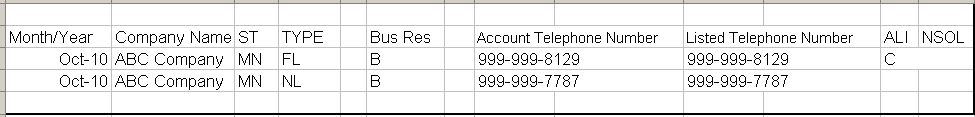 Month/Year Company Name ST TYPE Bus Res Account Telephone Number Listed Telephone Number ALI NSOL
Oct-10 ABC Company MN FL B 999-999-8129 999-999-8129 C
Oct-10 ABC Company MN NL B 999-999-7787 999-999-7787